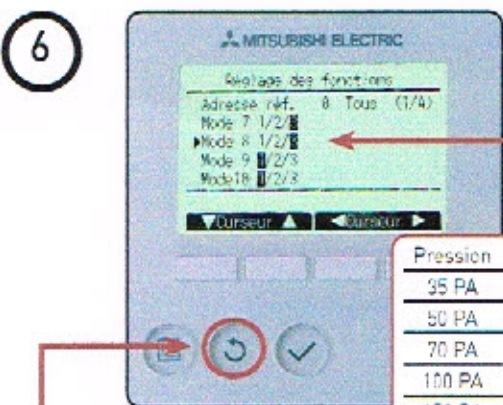 6
MITSUBISHI ELECTRIC
Réglage des fonctions
Adresse réf. 0 Tous (1/4)
Mode 7 1/2/3
▶Mode 8 1/2/3
Mode 9 1/2/3
Mode10 1/2/3
▼Curseur ▲ ◀Curseur ▶
Pression
35 PA
50 PA
70 PA
100 PA